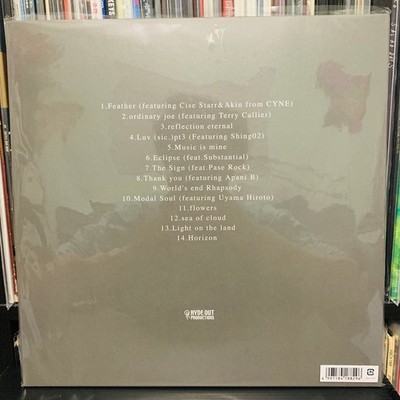 1.Feather (featuring Cise Starr&Akin from CYNE)
2.ordinary joe (featuring Terry Callier)
3.reflection eternal
4.Luv (sic.)pt3 (Featuring Shing02)
5.Music is mine
6.Eclipse (feat.Substantial)
7.The Sign (feat.Pase Rock)
8.Thank you (featuring Apani B)
9.World's end Rhapsody
10.Modal Soul (featuring Uyama Hiroto)
11.flowers
12.sea of cloud
13.Light on the land
14.Horizon
HYDE OUT
PRODUCTIONS